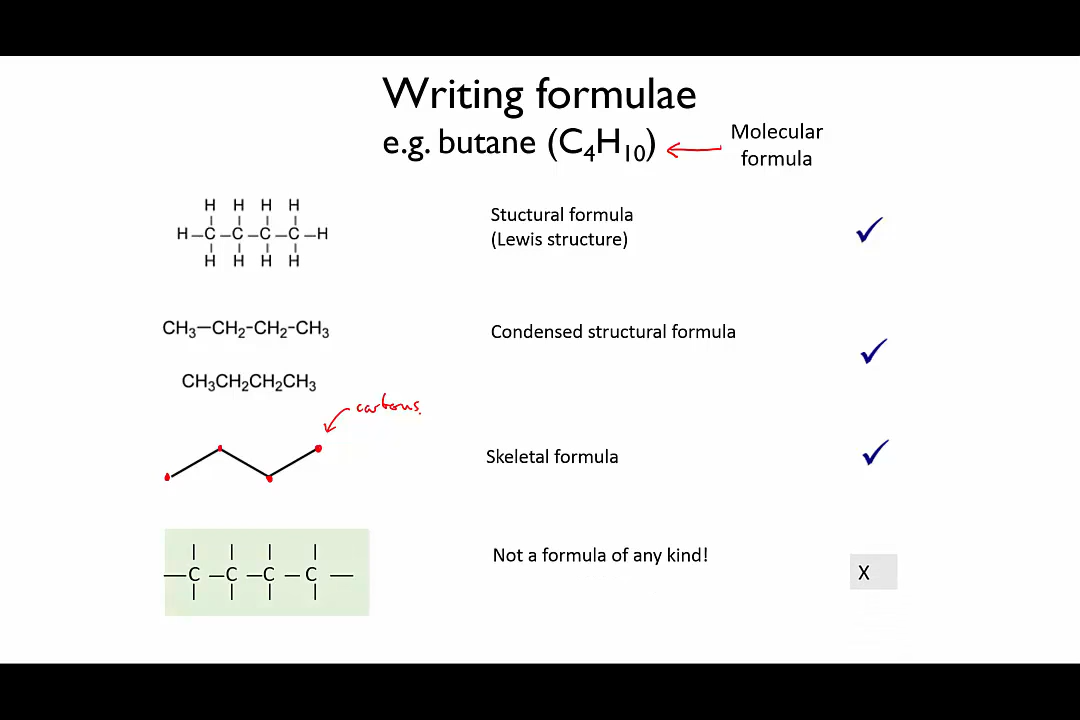 Writing formulae
e.g. butane (C₄H₁₀)
Molecular
formula
H H H H
H–C–C–C–C–H
H H H H
Stuctural formula
(Lewis structure)
✓
CH₃–CH₂-CH₂-CH₃
Condensed structural formula
✓
CH₃CH₂CH₂CH₃
carbons.
Skeletal formula
✓
–C–C–C–C–
Not a formula of any kind!
X